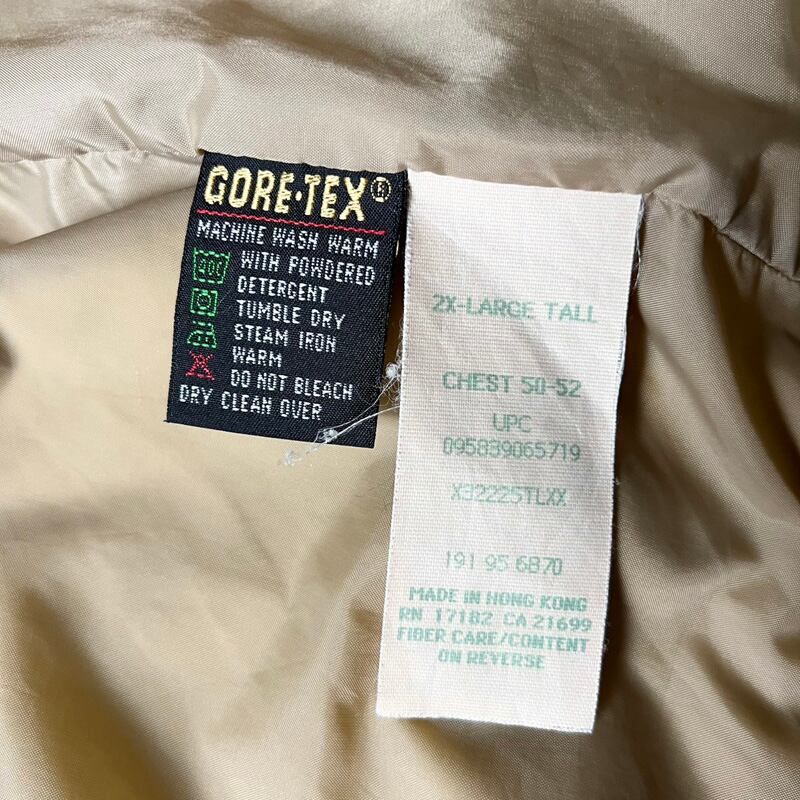 GORE-TEX®
MACHINE WASH WARM
WITH POWDERED
DETERGENT
TUMBLE DRY
STEAM IRON
WARM
DO NOT BLEACH
DRY CLEAN OVER
2X-LARGE TALL
CHEST 50-52
UPC
095839065719
X32225TLXX
191 95 6870
MADE IN HONG KONG
RN 17182 CA 21699
FIBER CARE/CONTENT
ON REVERSE